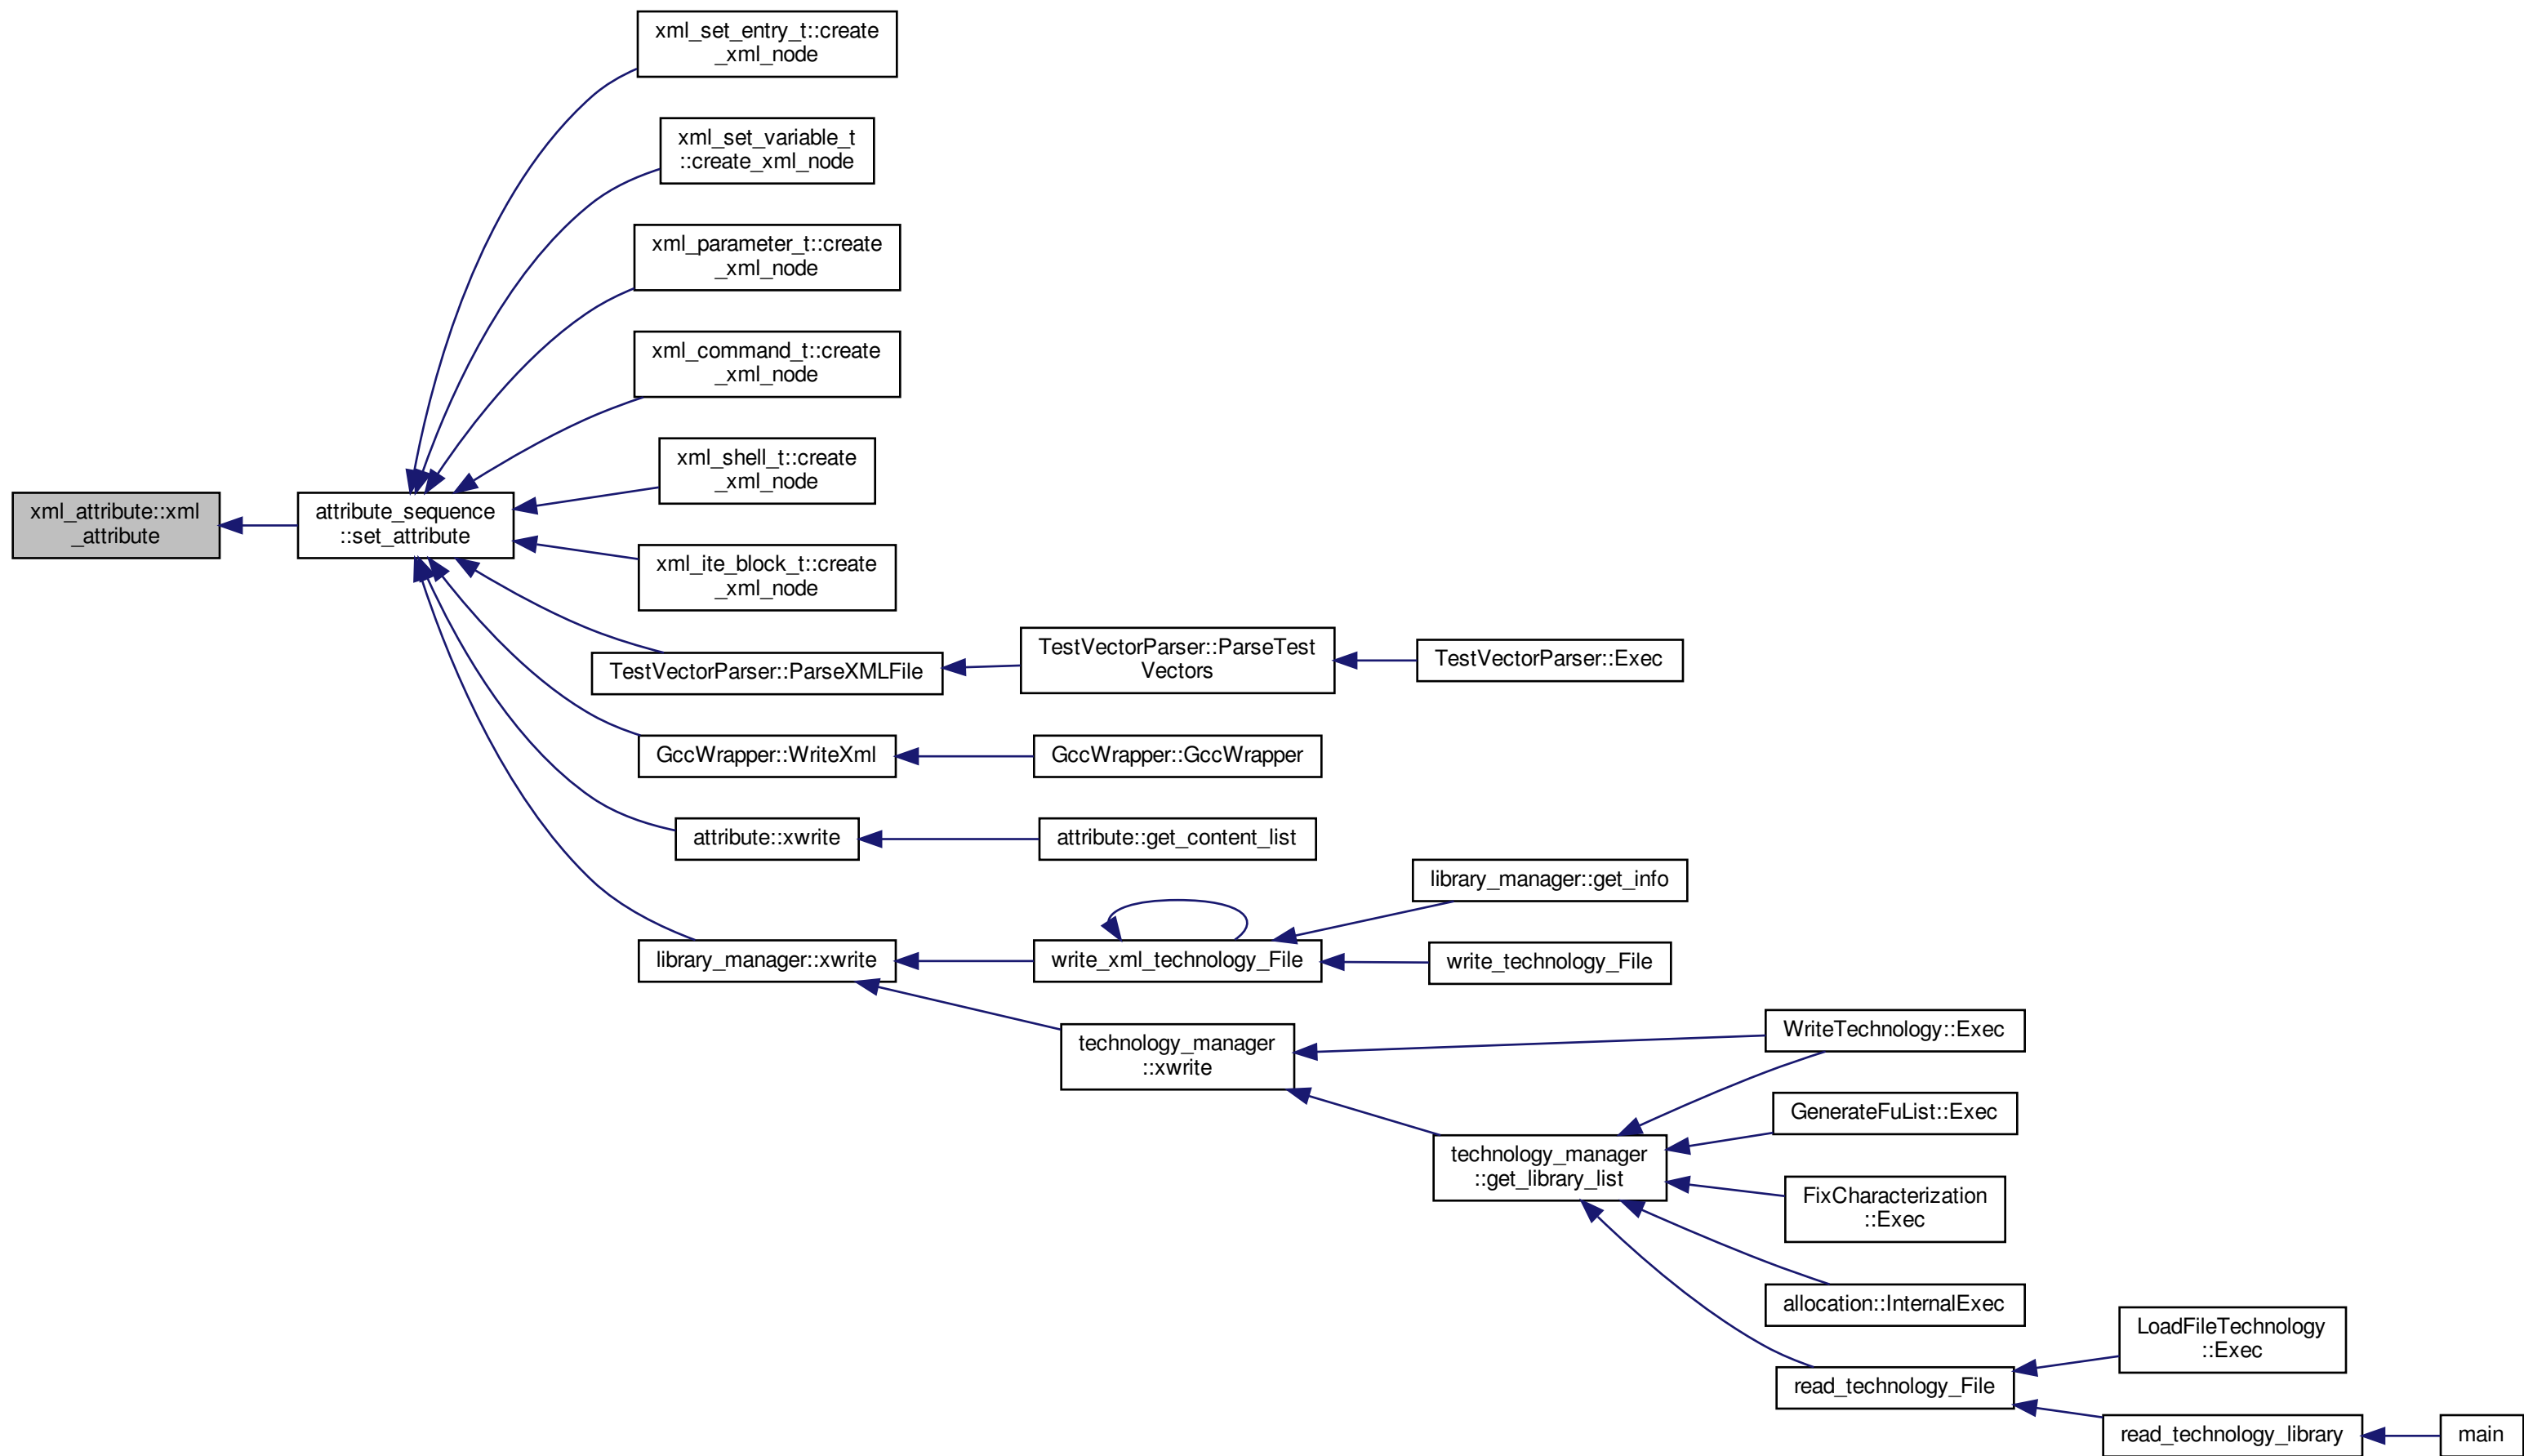 xml_set_entry_t::create
_xml_node
xml_set_variable_t
::create_xml_node
xml_parameter_t::create
_xml_node
xml_command_t::create
_xml_node
xml_shell_t::create
_xml_node
xml_attribute::xml
_attribute
attribute_sequence
::set_attribute
xml_ite_block_t::create
_xml_node
TestVectorParser::ParseXMLFile
TestVectorParser::ParseTest
Vectors
TestVectorParser::Exec
GccWrapper::WriteXml
GccWrapper::GccWrapper
attribute::xwrite
attribute::get_content_list
library_manager::get_info
library_manager::xwrite
write_xml_technology_File
write_technology_File
technology_manager
::xwrite
WriteTechnology::Exec
GenerateFuList::Exec
technology_manager
::get_library_list
FixCharacterization
::Exec
allocation::InternalExec
LoadFileTechnology
::Exec
read_technology_File
read_technology_library
main